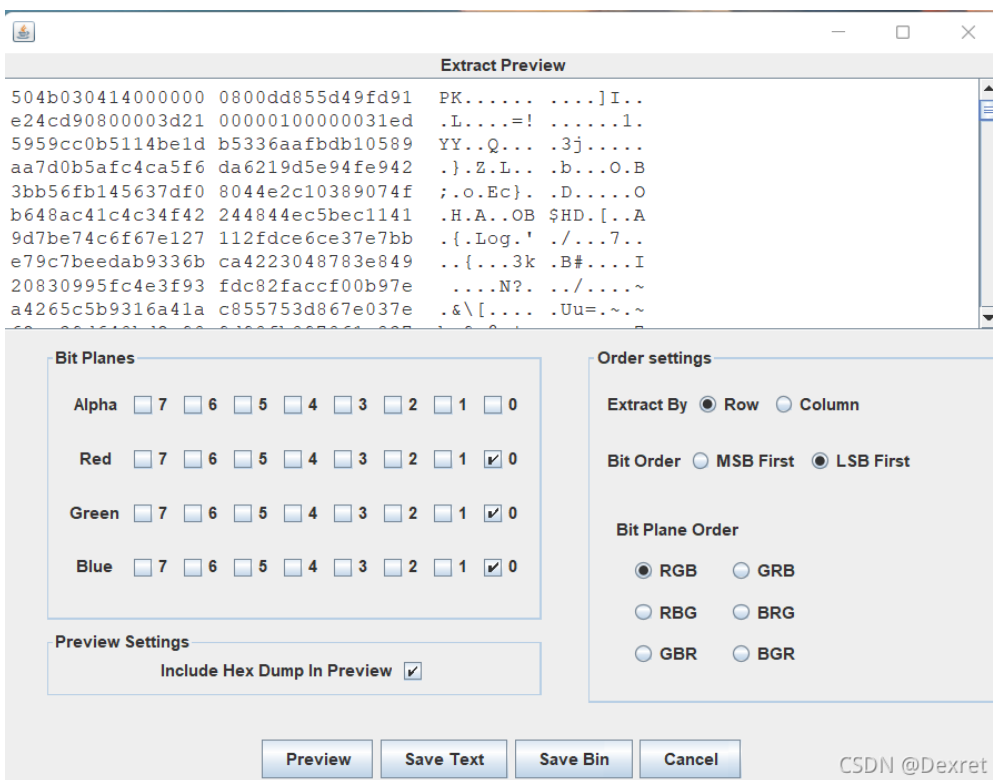 Extract Preview
504b030414000000 0800dd855d49fd91 PK...... ....]I..
e24cd90800003d21 00000100000031ed .L....=! ......1.
5959cc0b5114be1d b5336aafbdb10589 YY..Q... .3j.....
aa7d0b5afc4ca5f6 da6219d5e94fe942 .}.Z.L.. .b...O.B
3bb56fb145637df0 8044e2c10389074f ;.o.Ec}. .D.....O
b648ac41c4c34f42 244844ec5bec1141 .H.A..OB $HD.[..A
9d7be74c6f67e127 112fdce6ce37e7bb .{.Log.' ./...7..
e79c7beedab9336b ca4223048783e849 ..{...3k .B#....I
20830995fc4e3f93 fdc82faccf00b97e ....N?. ../....~
a4265c5b9316a41a c855753d867e037e .&\[.... .Uu=.~.~
Bit Planes
Alpha 7 6 5 4 3 2 1 0
Red 7 6 5 4 3 2 1 0
Green 7 6 5 4 3 2 1 0
Blue 7 6 5 4 3 2 1 0
Preview Settings
Include Hex Dump In Preview
Order settings
Extract By Row Column
Bit Order MSB First LSB First
Bit Plane Order
RGB GRB
RBG BRG
GBR BGR
Preview Save Text Save Bin Cancel
CSDN @Dexret